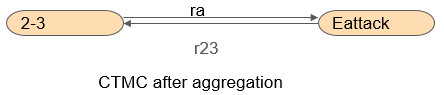 ra
2-3 Eattack
r23
CTMC after aggregation